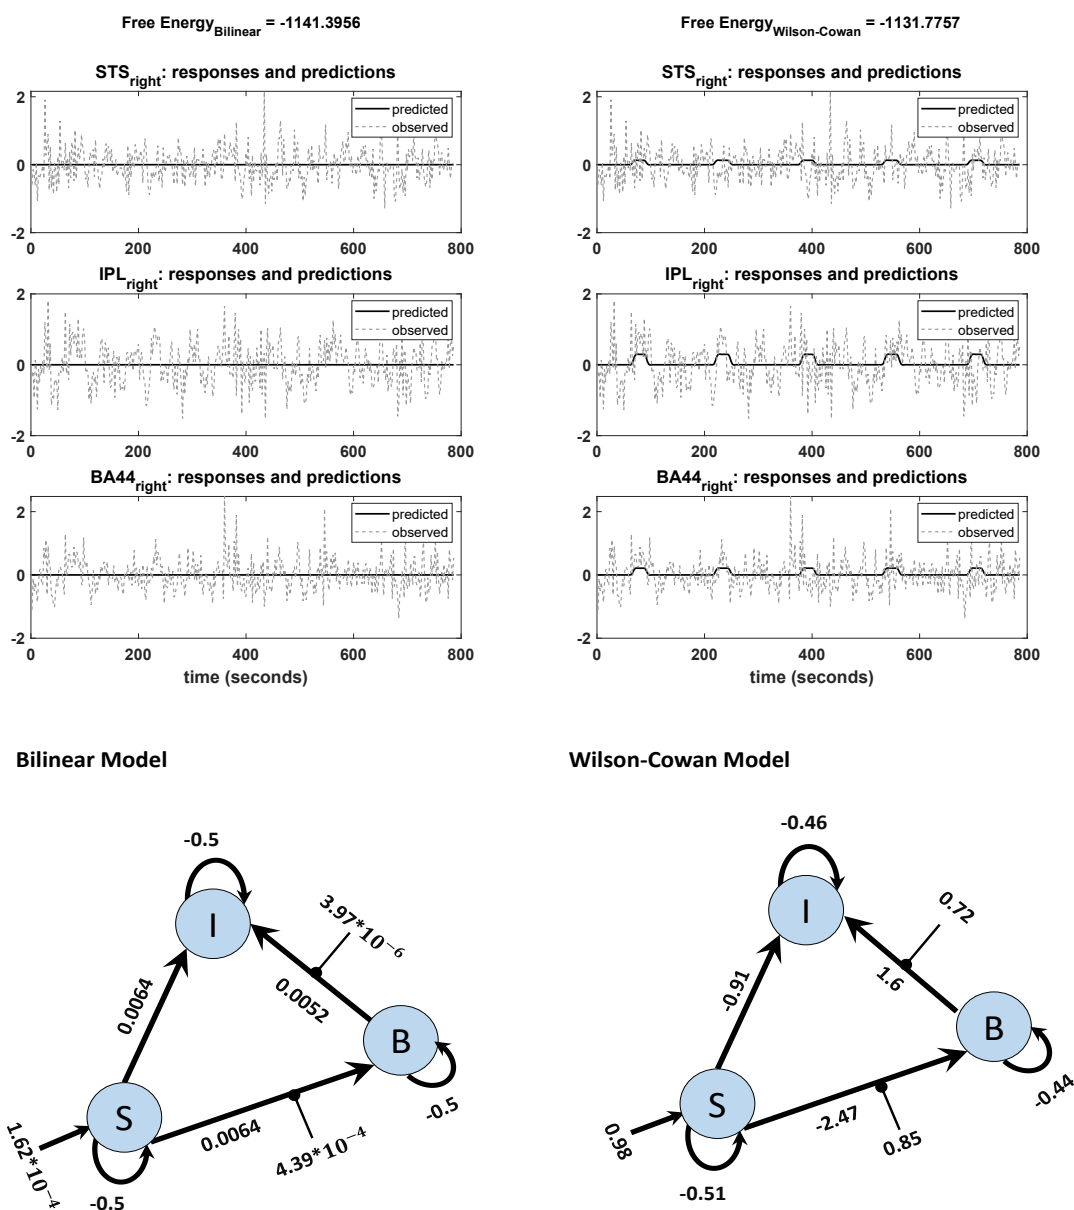 Free Energy_Bilinear = -1141.3956
STS_right: responses and predictions
predicted
observed
2
0
-2
0 200 400 600 800
IPL_right: responses and predictions
predicted
observed
2
0
-2
0 200 400 600 800
BA44_right: responses and predictions
predicted
observed
2
0
-2
0 200 400 600 800
time (seconds)
Free Energy_Wilson-Cowan = -1131.7757
STS_right: responses and predictions
predicted
observed
2
0
-2
0 200 400 600 800
IPL_right: responses and predictions
predicted
observed
2
0
-2
0 200 400 600 800
BA44_right: responses and predictions
predicted
observed
2
0
-2
0 200 400 600 800
time (seconds)
Bilinear Model
-0.5
I
3.97*10^−6
0.0064
0.0052
B
S
-0.5
0.0064
1.62*10^−4
4.39*10^−4
-0.5
Wilson-Cowan Model
-0.46
I
0.72
-0.91
1.6
B
S
-0.44
-2.47
0.98
0.85
-0.51